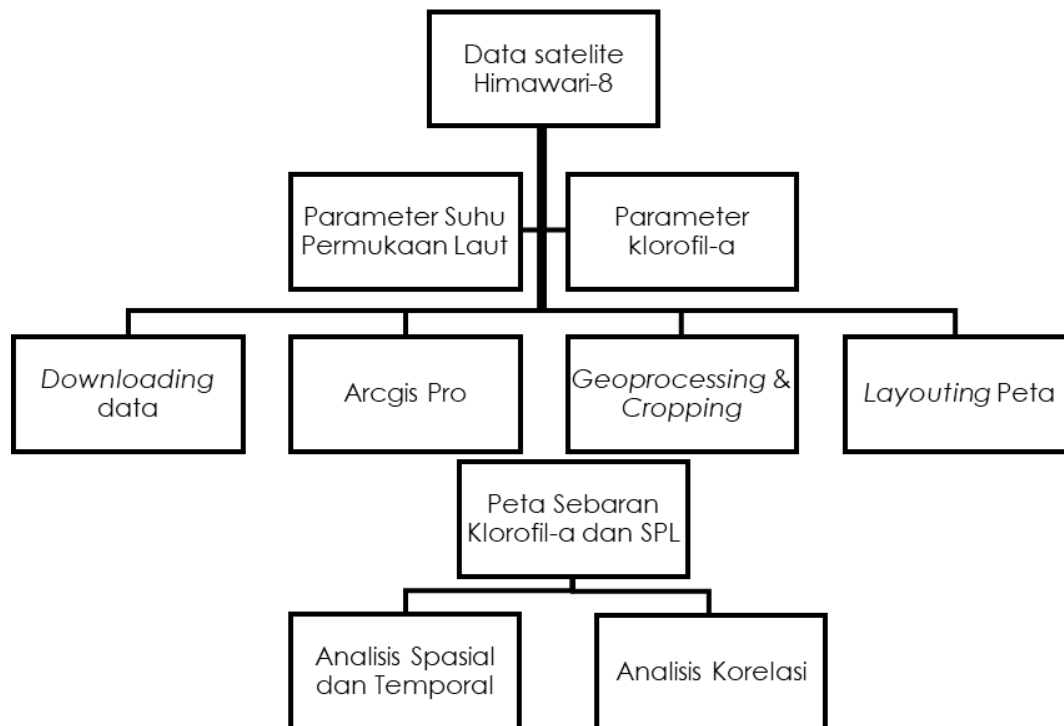 Data satelite
Himawari-8
Parameter Suhu
Permukaan Laut
Parameter
klorofil-a
Downloading
data
Arcgis Pro
Geoprocessing &
Cropping
Layouting Peta
Peta Sebaran
Klorofil-a dan SPL
Analisis Spasial
dan Temporal
Analisis Korelasi